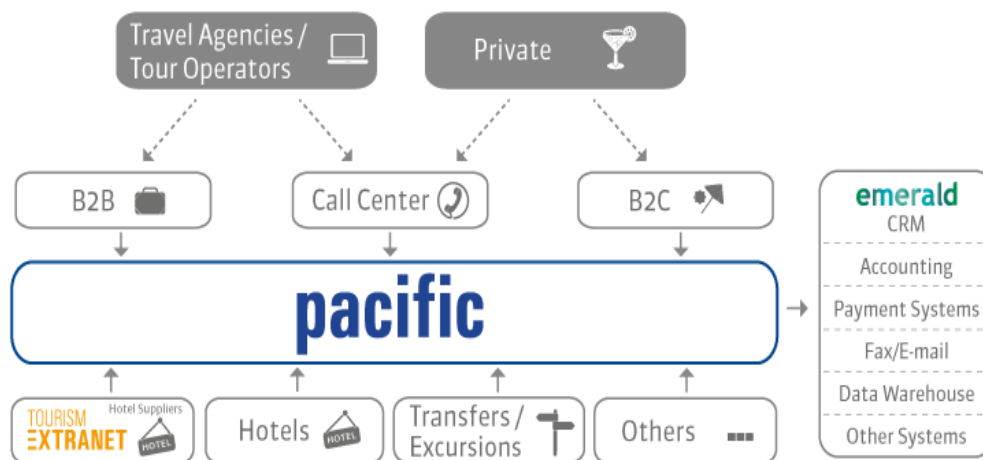 Travel Agencies /
Tour Operators
Private
B2B
Call Center
B2C
emerald
CRM
Accounting
Payment Systems
Fax/E-mail
Data Warehouse
Other Systems
pacific
Hotel Suppliers
TOURISM
EXTRANET
HOTEL
Hotels
HOTEL
Transfers /
Excursions
Others